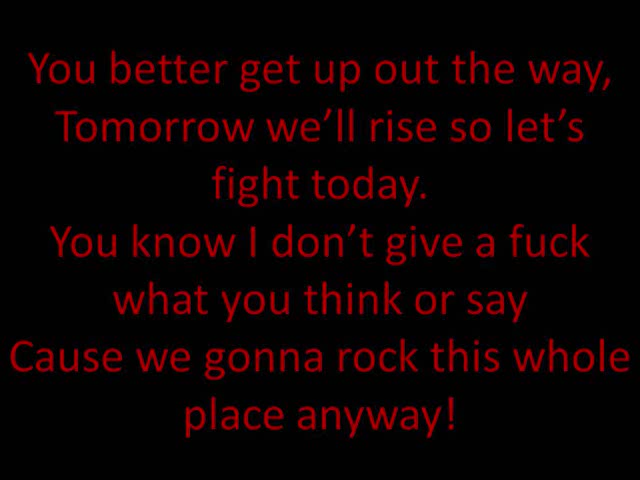 You better get up out the way,
Tomorrow we’ll rise so let’s
fight today.
You know I don’t give a fuck
what you think or say
Cause we gonna rock this whole
place anyway!